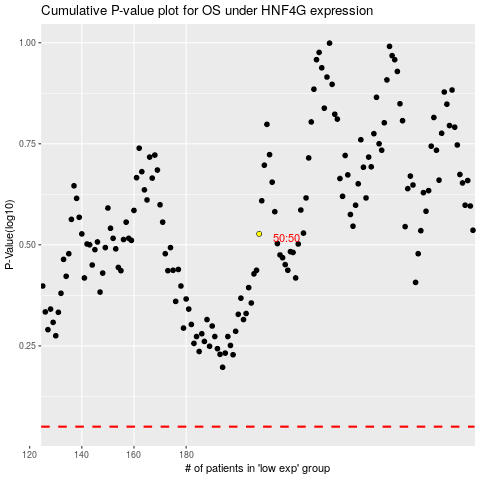 Cumulative P-value plot for OS under HNF4G expression
P-Value(log10)
1.00
0.75
0.50
0.25
50:50
120 140 160 180
# of patients in 'low exp' group